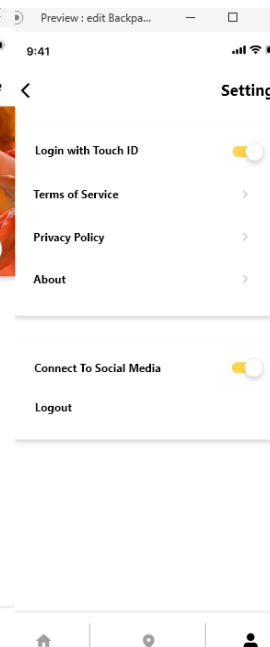 Preview : edit Backpa...
9:41
Setting
Login with Touch ID
Terms of Service
Privacy Policy
About
Connect To Social Media
Logout